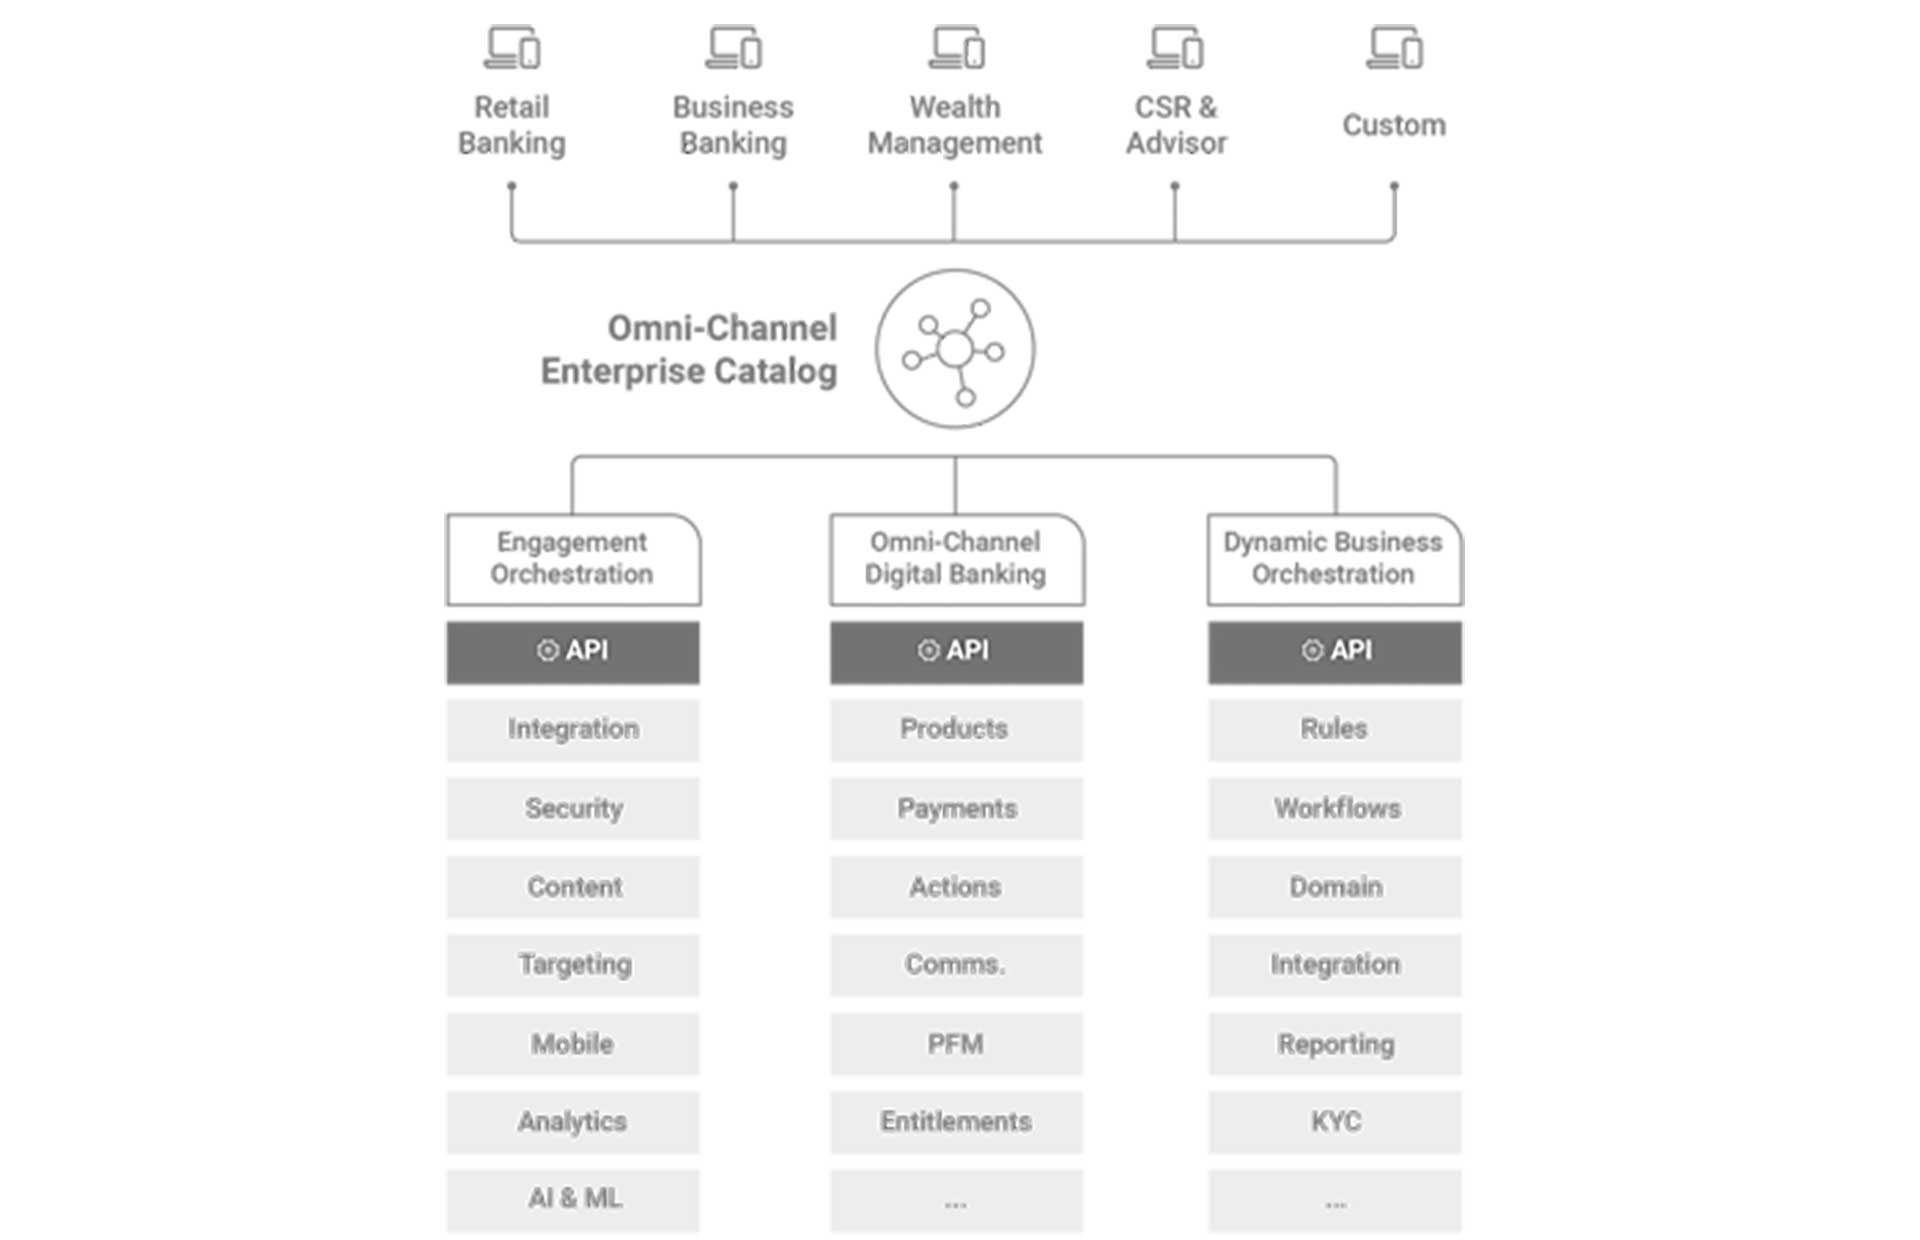 Retail
Banking
Business
Banking
Wealth
Management
CSR &
Advisor
Custom
Omni-Channel
Enterprise Catalog
Engagement
Orchestration
API
Integration
Security
Content
Targeting
Mobile
Analytics
AI & ML
Omni-Channel
Digital Banking
API
Products
Payments
Actions
Comms.
PFM
Entitlements
...
Dynamic Business
Orchestration
API
Rules
Workflows
Domain
Integration
Reporting
KYC
...